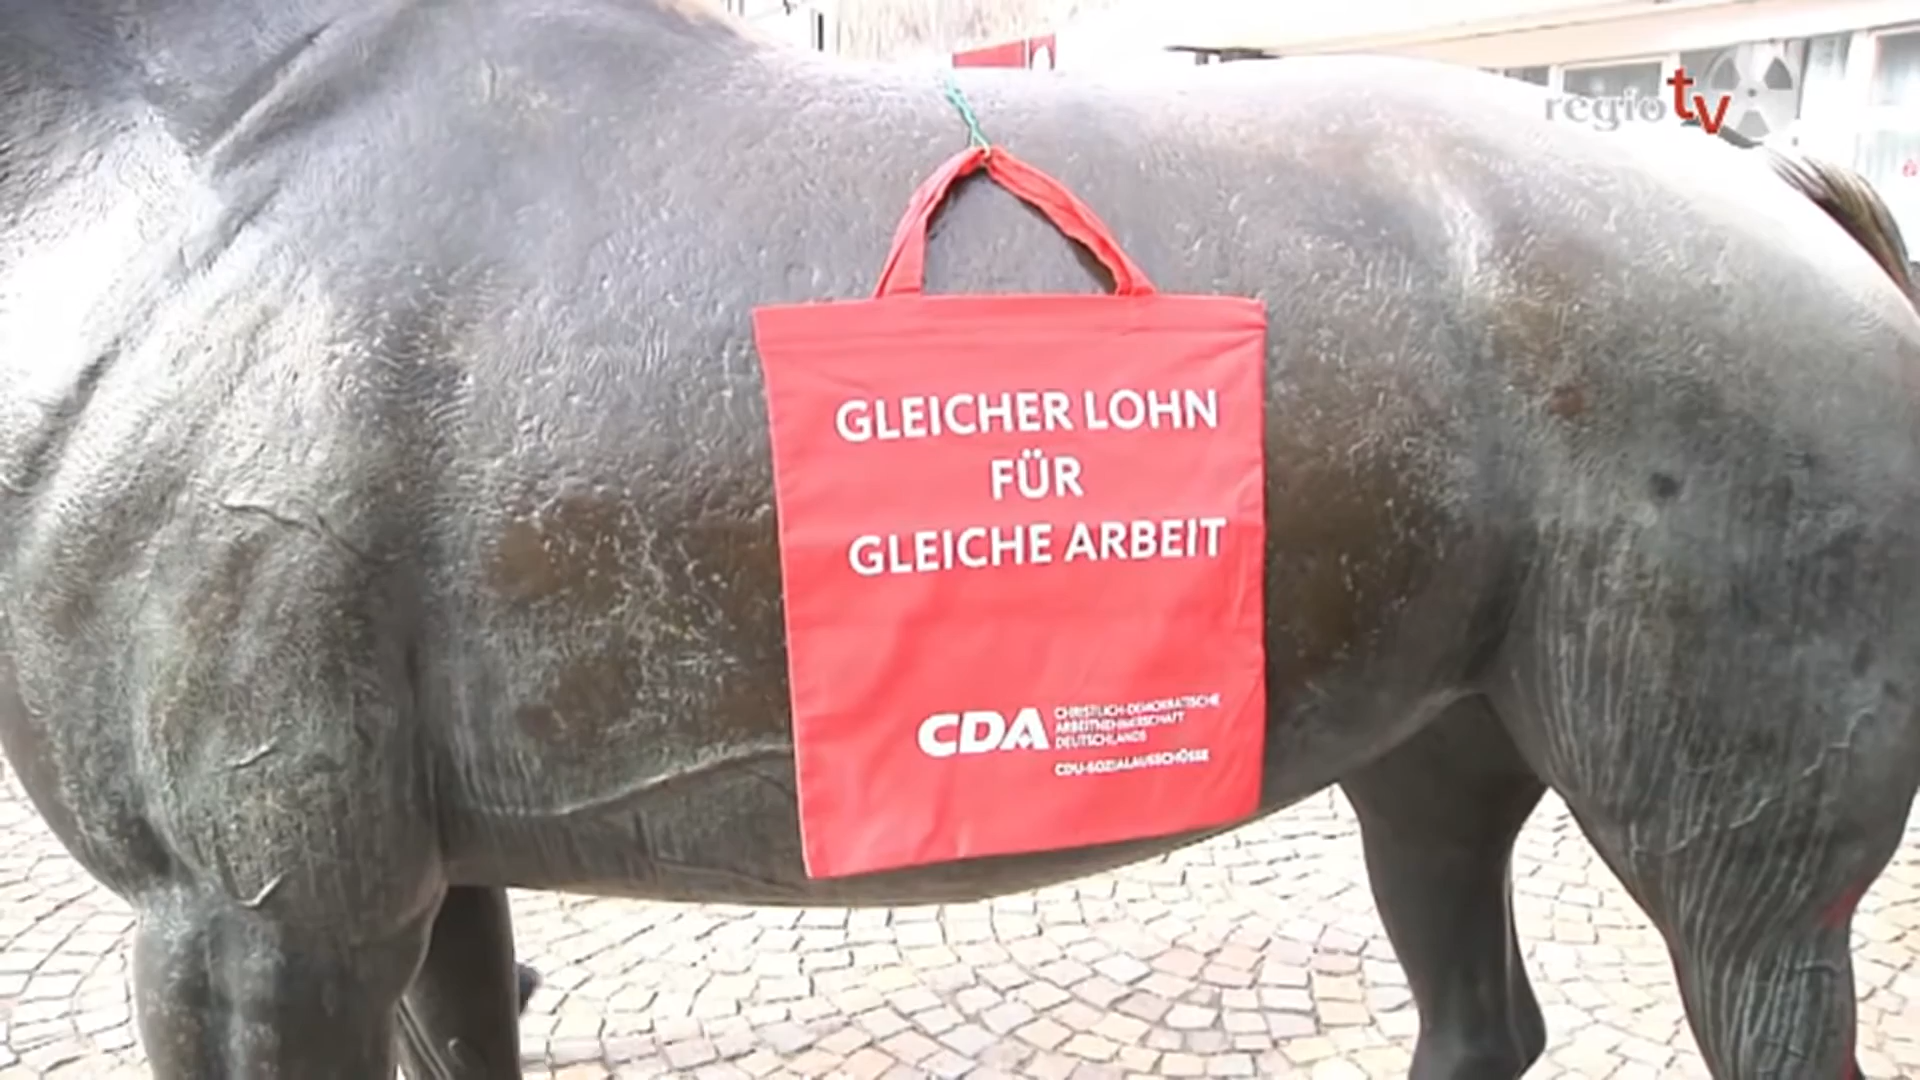 regio tv
GLEICHER LOHN
FÜR
GLEICHE ARBEIT
CDA
CHRISTLICH-DEMOKRATISCHE
ARBEITNEHMERSCHAFT
DEUTSCHLANDS
CDU-SOZIALAUSSCHÜSSE